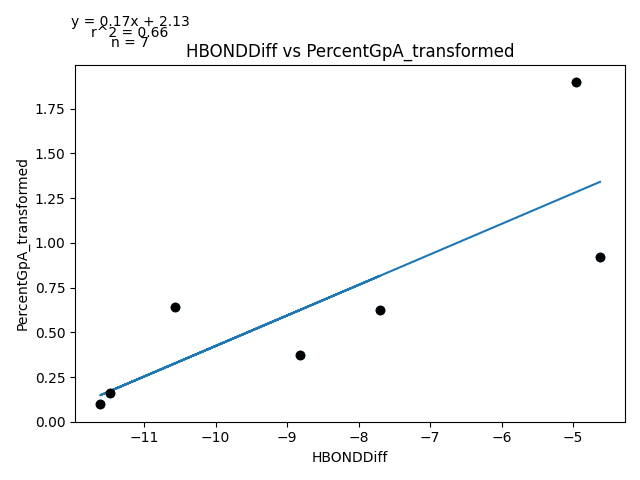 y = 0.17x + 2.13
r^2 = 0.66
n = 7
HBONDDiff vs PercentGpA_transformed
PercentGpA_transformed
1.75
1.50
1.25
1.00
0.75
0.50
0.25
0.00
−11
−10
−9
−8
−7
−6
−5
HBONDDiff